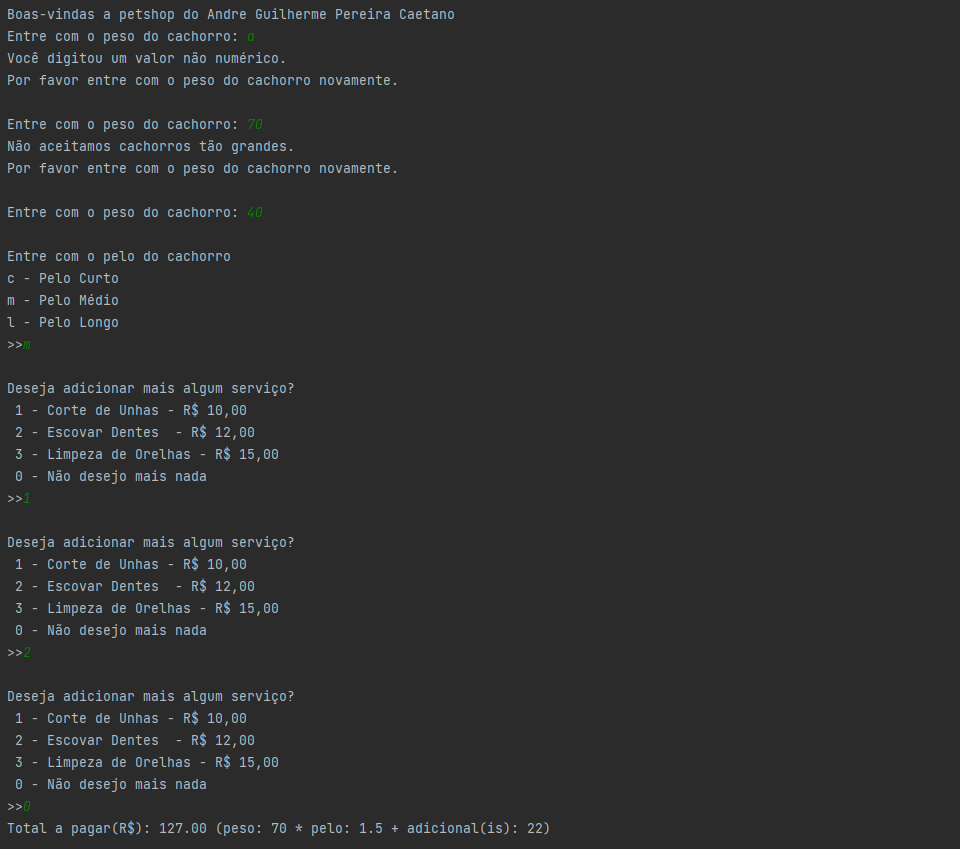 Boas-vindas a petshop do Andre Guilherme Pereira Caetano
Entre com o peso do cachorro: a
Você digitou um valor não numérico.
Por favor entre com o peso do cachorro novamente.

Entre com o peso do cachorro: 70
Não aceitamos cachorros tão grandes.
Por favor entre com o peso do cachorro novamente.

Entre com o peso do cachorro: 40

Entre com o pelo do cachorro
c - Pelo Curto
m - Pelo Médio
l - Pelo Longo
>>m

Deseja adicionar mais algum serviço?
 1 - Corte de Unhas - R$ 10,00
 2 - Escovar Dentes  - R$ 12,00
 3 - Limpeza de Orelhas - R$ 15,00
 0 - Não desejo mais nada
>>1

Deseja adicionar mais algum serviço?
 1 - Corte de Unhas - R$ 10,00
 2 - Escovar Dentes  - R$ 12,00
 3 - Limpeza de Orelhas - R$ 15,00
 0 - Não desejo mais nada
>>2

Deseja adicionar mais algum serviço?
 1 - Corte de Unhas - R$ 10,00
 2 - Escovar Dentes  - R$ 12,00
 3 - Limpeza de Orelhas - R$ 15,00
 0 - Não desejo mais nada
>>0
Total a pagar(R$): 127.00 (peso: 70 * pelo: 1.5 + adicional(is): 22)